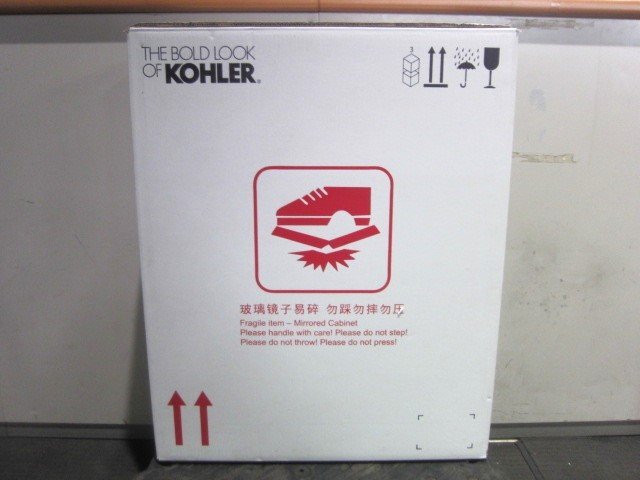 THE BOLD LOOK
OF KOHLER®
3
玻璃镜子易碎 勿踩勿摔勿压
Fragile item – Mirrored Cabinet
Please handle with care! Please do not step!
Please do not throw! Please do not press!